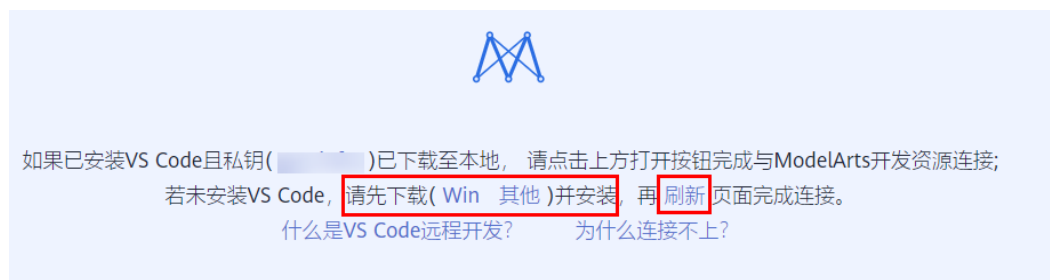 如果已安装VS Code且私钥( )已下载至本地， 请点击上方打开按钮完成与ModelArts开发资源连接;
若未安装VS Code，请先下载( Win 其他 )并安装，再 刷新 页面完成连接。
什么是VS Code远程开发? 为什么连接不上?